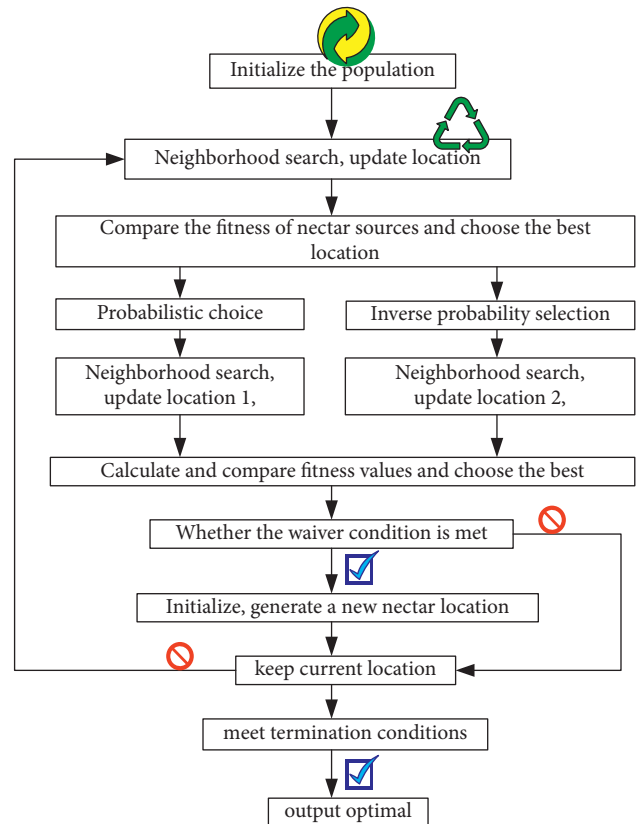 Initialize the population
Neighborhood search, update location
Compare the fitness of nectar sources and choose the best
location
Probabilistic choice
Inverse probability selection
Neighborhood search,
update location 1,
Neighborhood search,
update location 2,
Calculate and compare fitness values and choose the best
Whether the waiver condition is met
Initialize, generate a new nectar location
keep current location
meet termination conditions
output optimal